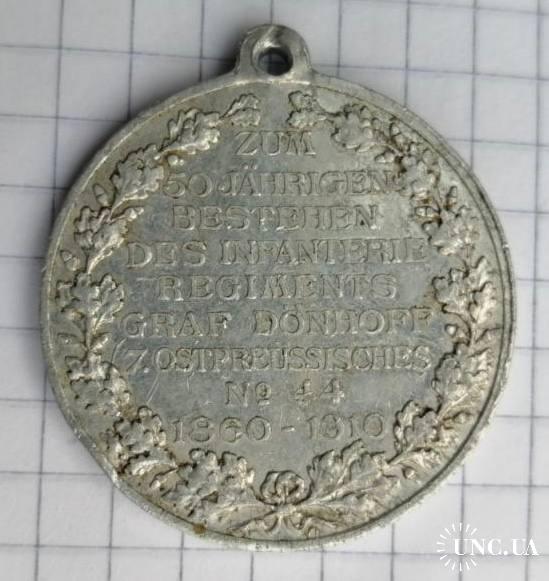 ZUM
50 JÄHRIGEN
BESTEHEN
DES INFANTERIE
REGIMENTS
GRAF DÖNHOFF
7. OSTPREUSSISCHES
No 44
1860-1910
UNC.UA